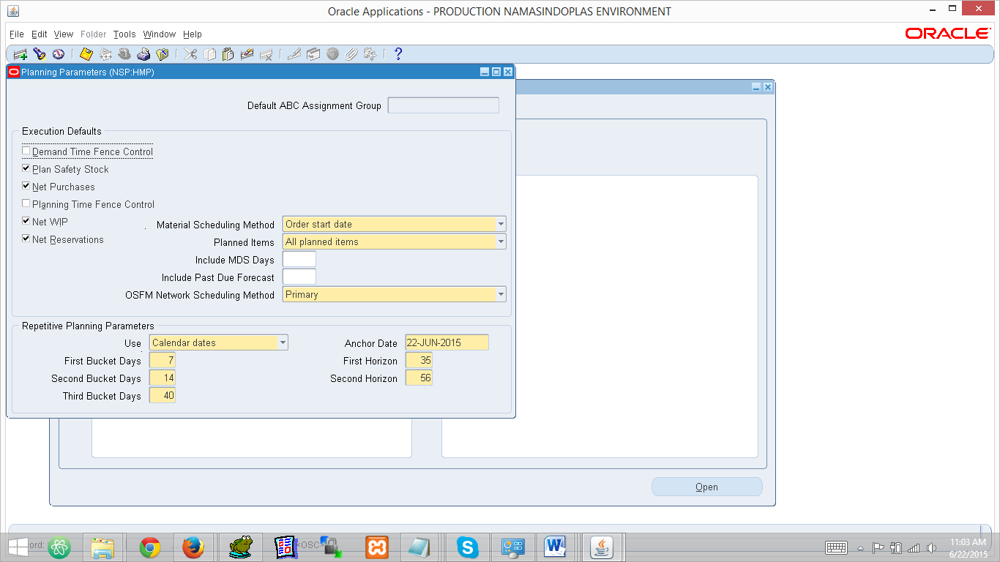 Oracle Applications - PRODUCTION NAMASINDOPLAS ENVIRONMENT
File Edit View Folder Tools Window Help
ORACLE
Planning Parameters (NSP:HMP)
Default ABC Assignment Group
Execution Defaults
Demand Time Fence Control
Plan Safety Stock
Net Purchases
Planning Time Fence Control
Net WIP
Material Scheduling Method Order start date
Net Reservations
Planned Items All planned items
Include MDS Days
Include Past Due Forecast
OSFM Network Scheduling Method Primary
Repetitive Planning Parameters
Use Calendar dates Anchor Date 22-JUN-2015
First Bucket Days 7 First Horizon 35
Second Bucket Days 14 Second Horizon 56
Third Bucket Days 40
Open
11:03 AM
6/22/2015